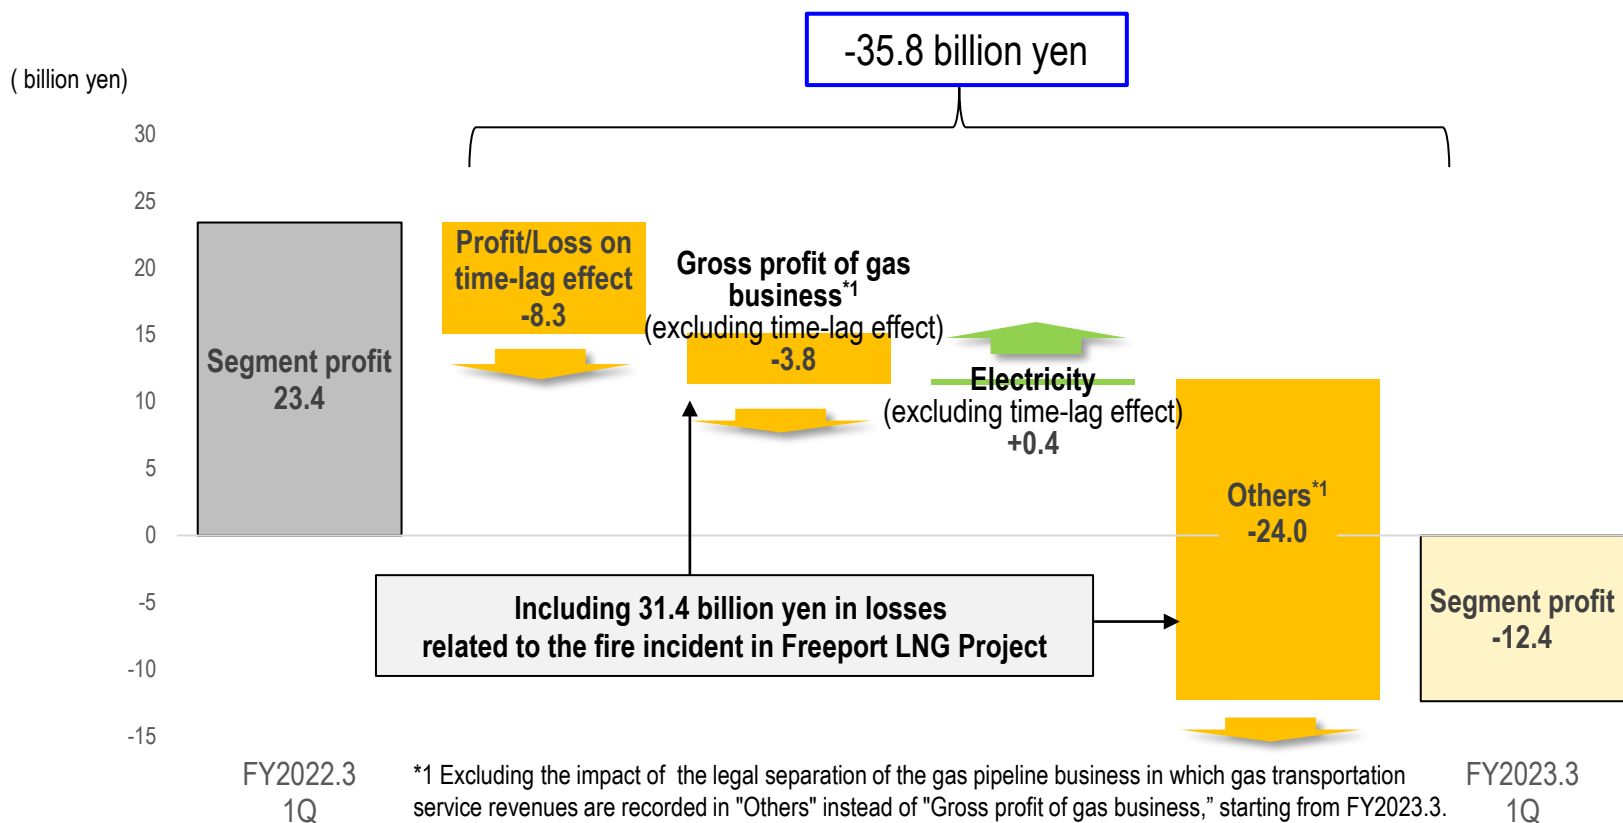 -35.8 billion yen
( billion yen)
30
25
20
15
10
5
0
-5
-10
-15
Segment profit
23.4
Profit/Loss on
time-lag effect
-8.3
Gross profit of gas
business*1
(excluding time-lag effect)
-3.8
Electricity
(excluding time-lag effect)
+0.4
Others*1
-24.0
Segment profit
-12.4
Including 31.4 billion yen in losses
related to the fire incident in Freeport LNG Project
FY2022.3
1Q
*1 Excluding the impact of  the legal separation of the gas pipeline business in which gas transportation
service revenues are recorded in "Others" instead of "Gross profit of gas business,” starting from FY2023.3.
FY2023.3
1Q